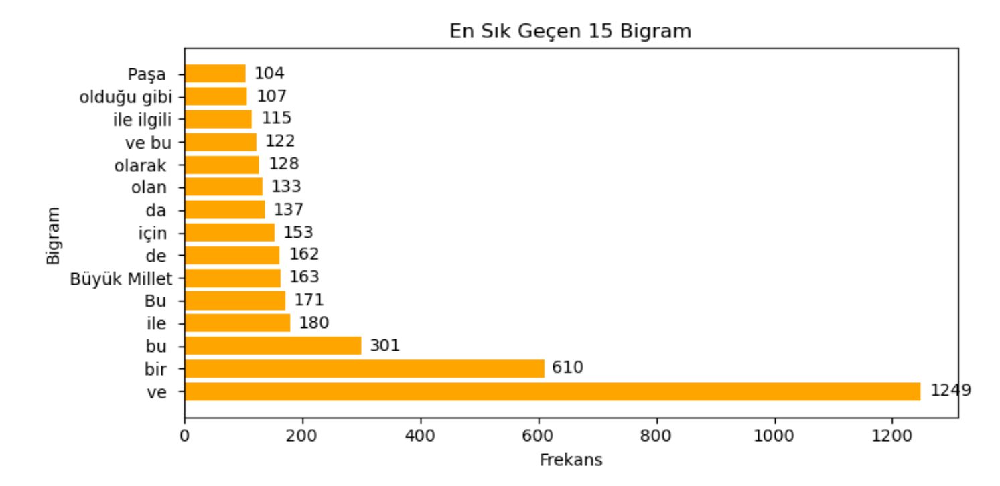 En Sık Geçen 15 Bigram
Paşa 104
olduğu gibi 107
ile ilgili 115
ve bu 122
olarak 128
olan 133
da 137
için 153
de 162
Büyük Millet 163
Bu 171
ile 180
bu 301
bir 610
ve 1249
Bigram
0 200 400 600 800 1000 1200
Frekans